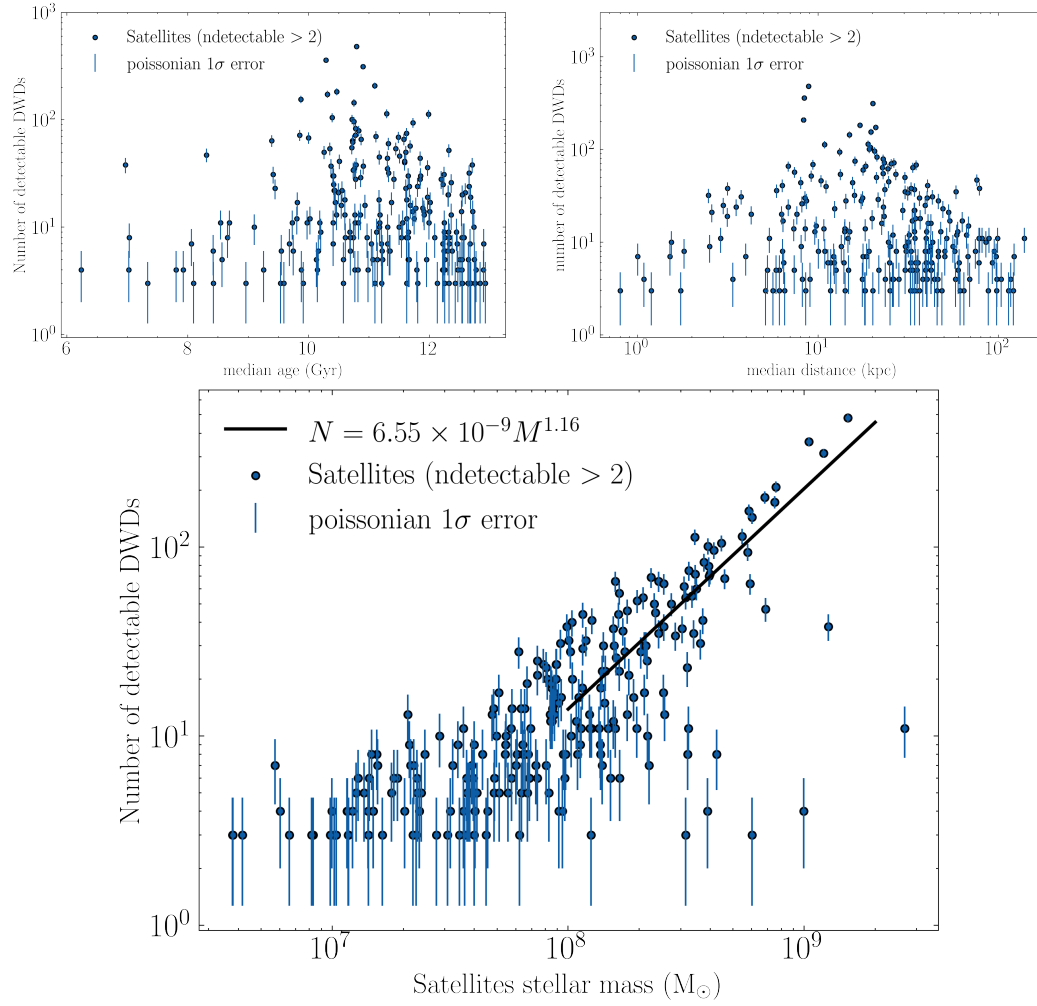 Satellites (ndetectable > 2)
poissonian 1σ error
Number of detectable DWDs
10³
10²
10¹
10⁰
6
8
10
12
median age (Gyr)
Satellites (ndetectable > 2)
poissonian 1σ error
number of detectable DWDs
10³
10²
10¹
10⁰
10⁰
10¹
10²
median distance (kpc)
N = 6.55 × 10⁻⁹M¹·¹⁶
Satellites (ndetectable > 2)
poissonian 1σ error
Number of detectable DWDs
10²
10¹
10⁰
10⁷
10⁸
10⁹
Satellites stellar mass (M☉)